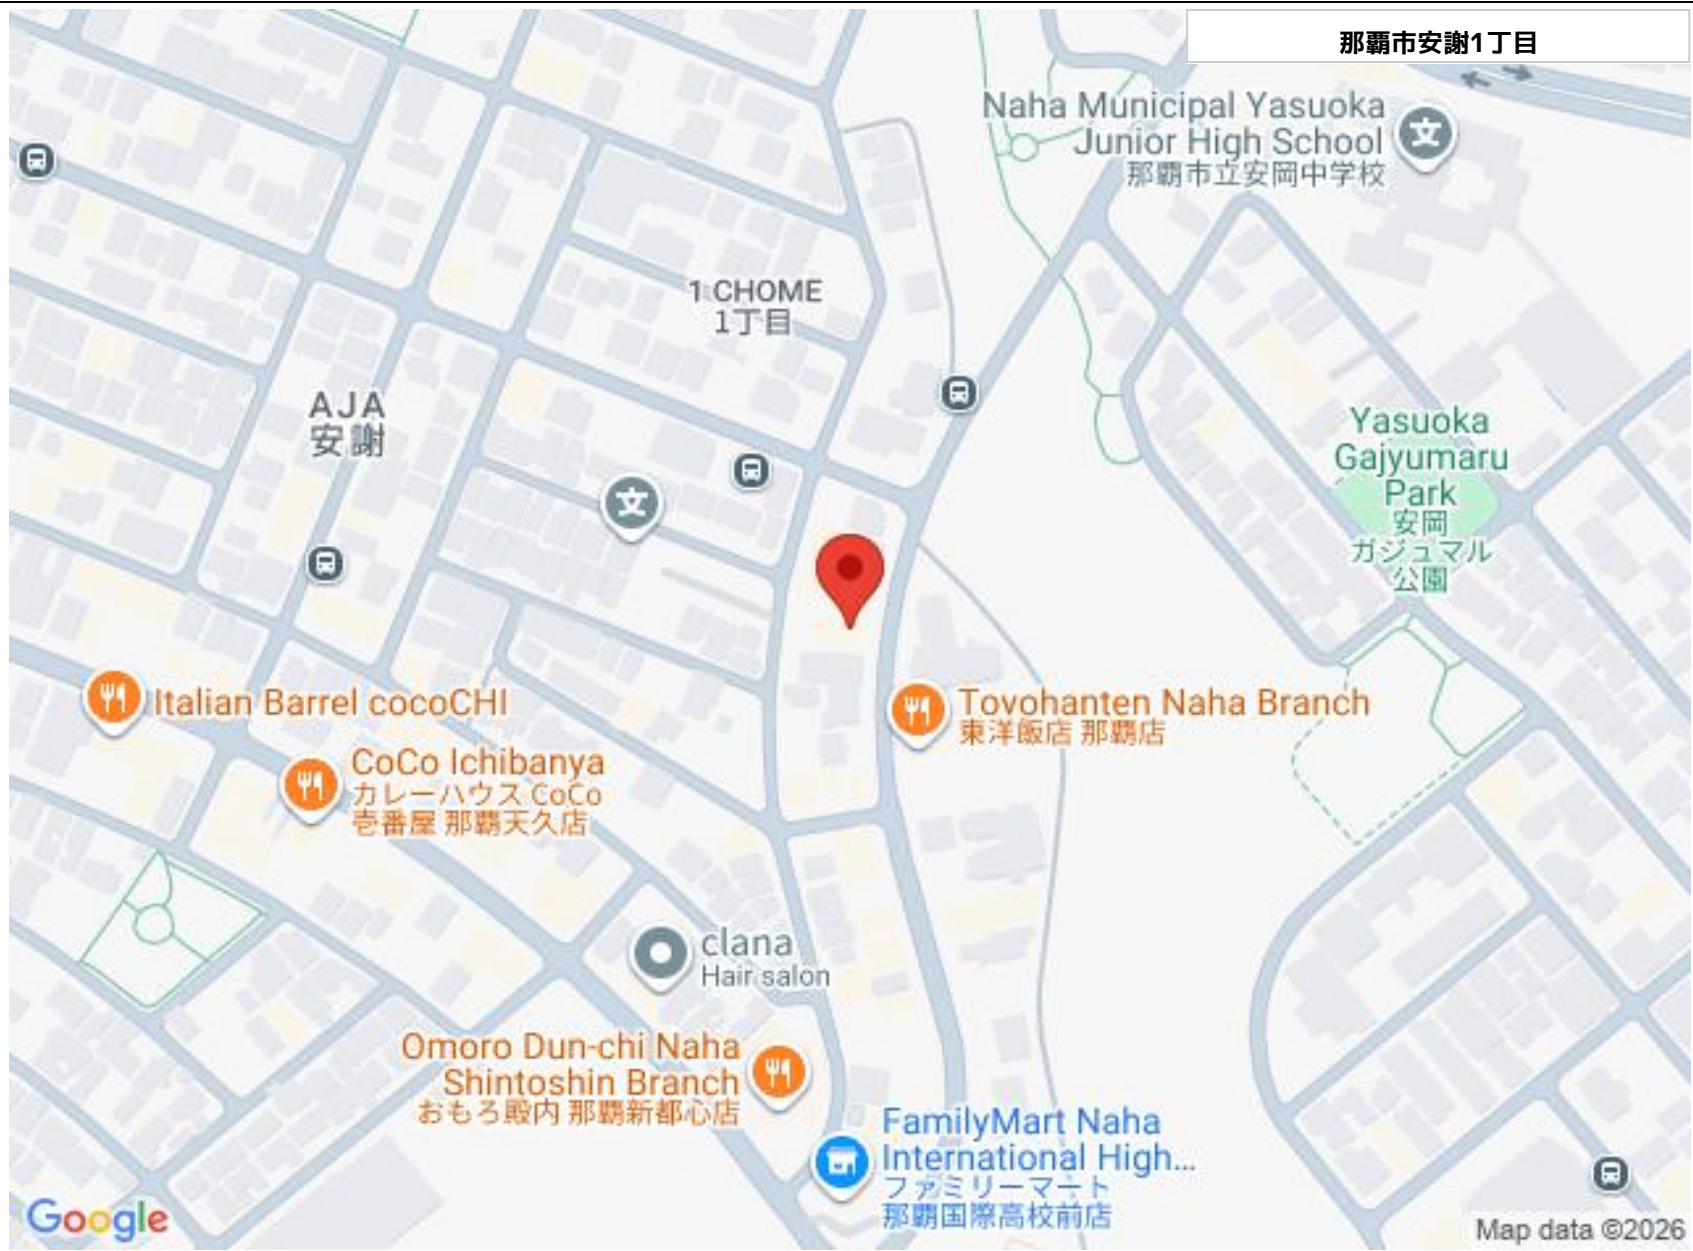 那覇市安謝1丁目
Naha Municipal Yasuoka
Junior High School
那覇市立安岡中学校
1 CHOME
1丁目
AJA
安謝
Yasuoka
Gajyumaru
Park
安岡
ガジュマル
公園
Italian Barrel cocoCHI
Toyohanten Naha Branch
東洋飯店 那覇店
CoCo Ichibanya
カレーハウス CoCo
壱番屋 那覇天久店
clana
Hair salon
Omoro Dun-chi Naha
Shintoshin Branch
おもろ殿内 那覇新都心店
FamilyMart Naha
International High...
ファミリーマート
那覇国際高校前店
文
文
Google
Map data ©2026